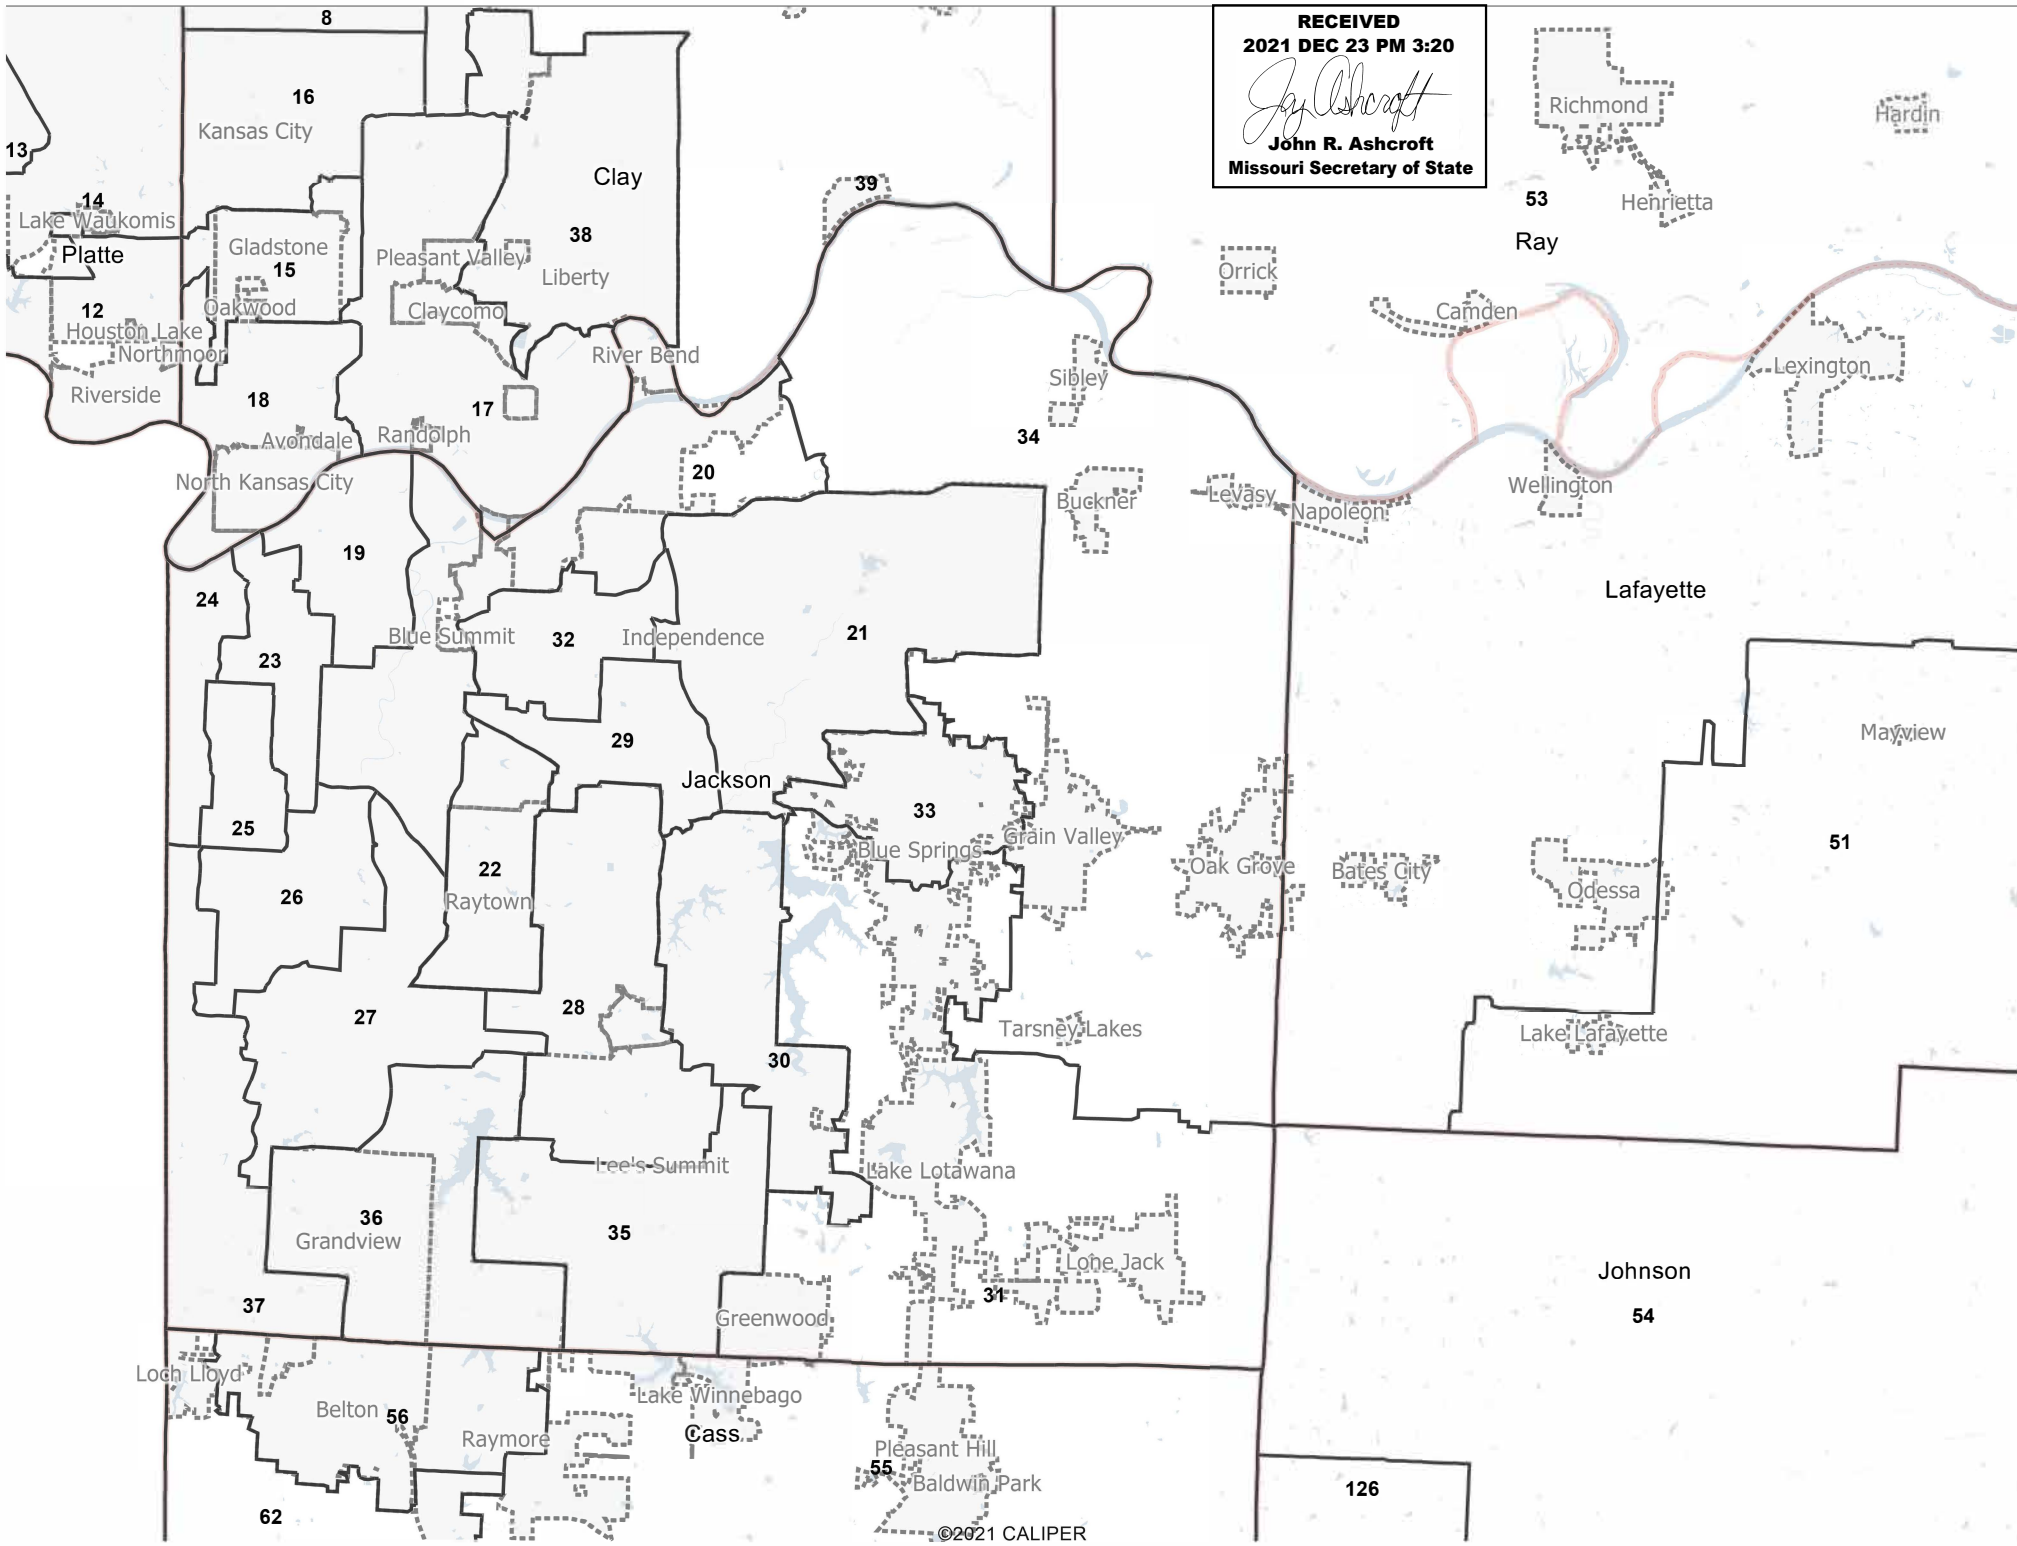 8
RECEIVED
2021 DEC 23 PM 3:20
Jay Ashcroft
John R. Ashcroft
Missouri Secretary of State
16
Kansas City
Richmond
Hardin
13
Clay
39
14
Lake Waukomis
53
Henrietta
38
Gladstone
Platte
Pleasant Valley
Ray
15
Liberty
Orrick
12
Oakwood
Claycomo
Camden
Houston Lake
Northmoor
River Bend
Lexington
Riverside
Sibley
18
17
Avondale
Randolph
34
20
North Kansas City
Buckner
Levasy
Napoleon
Wellington
19
24
Lafayette
Blue Summit
32
Independence
21
23
29
Mayview
Jackson
33
25
Blue Springs
Grain Valley
51
22
Oak Grove
Bates City
26
Raytown
Odessa
28
27
Tarsney Lakes
Lake Lafayette
30
Lee's Summit
Lake Lotawana
36
35
Grandview
Lone Jack
Johnson
37
31
Greenwood
54
Loch Lloyd
Lake Winnebago
Belton
56
Raymore
Cass
Pleasant Hill
55
Baldwin Park
126
62
©2021 CALIPER